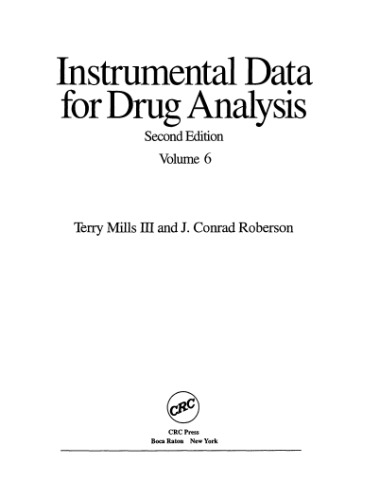 Instrumental Data
for Drug Analysis
Second Edition
Volume 6
Terry Mills III and J. Conrad Roberson
CRC
CRC Press
Boca Raton New York